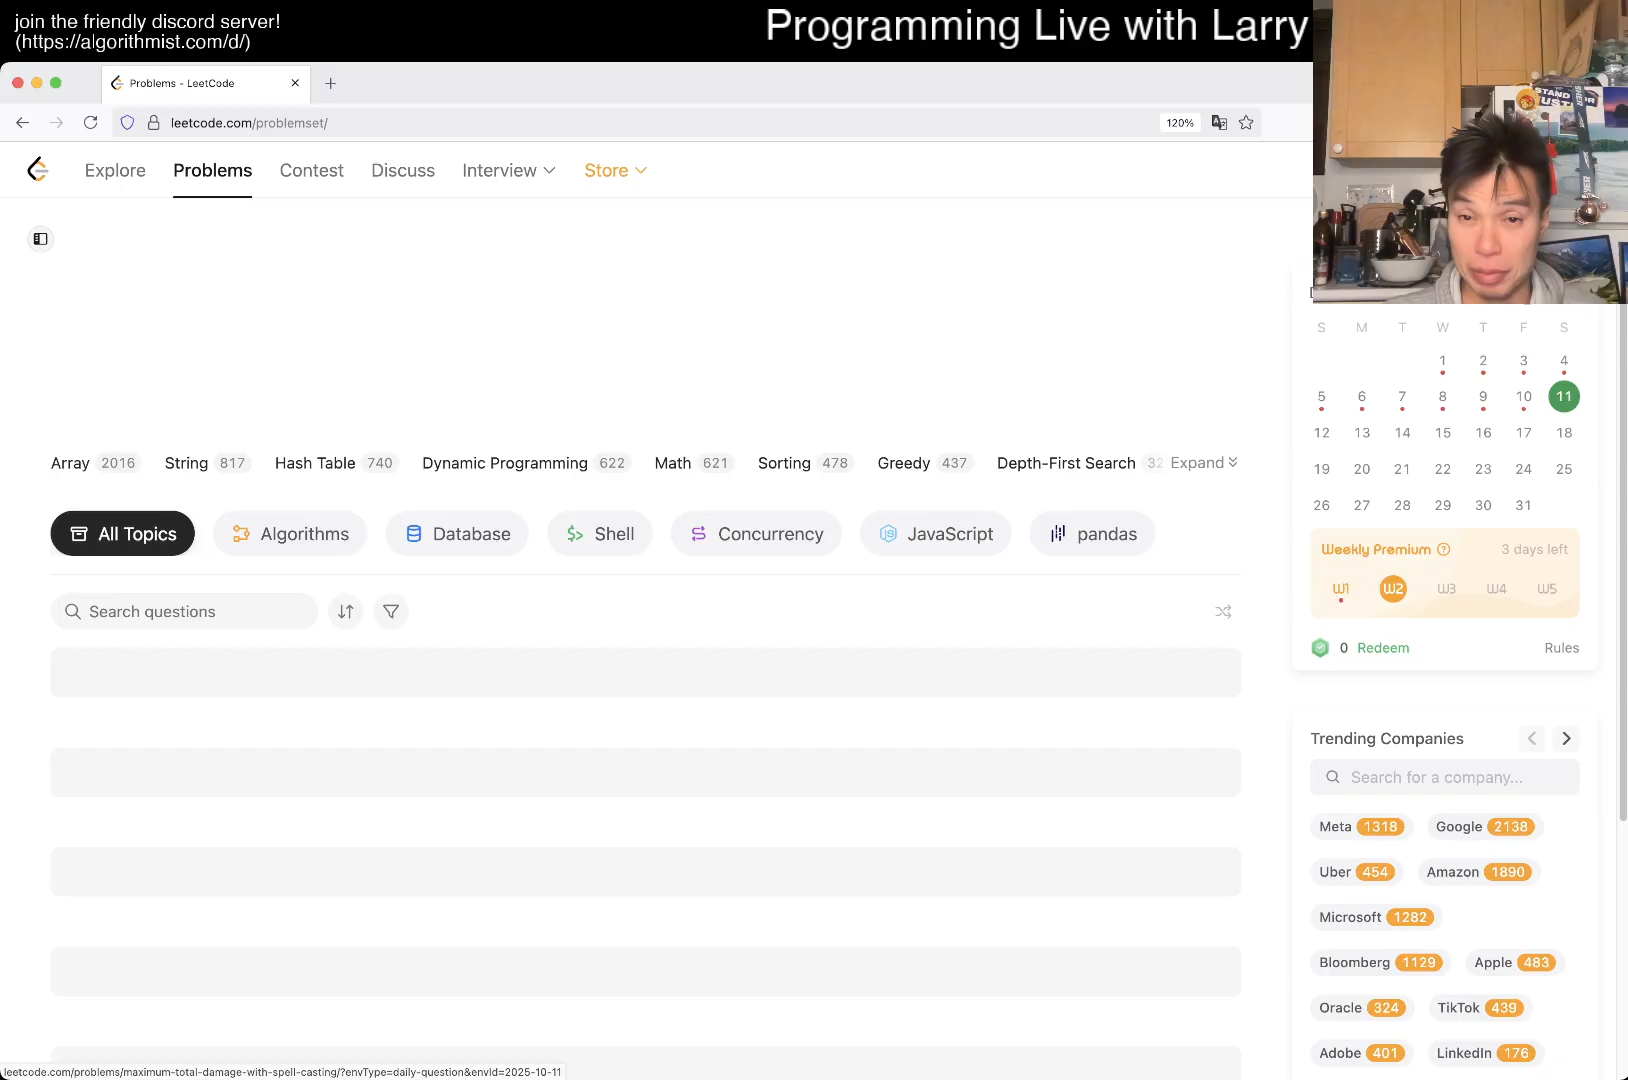 join the friendly discord server!
(https://algorithmist.com/d/)
Programming Live with Larry
Problems - LeetCode
leetcode.com/problemset/
120%
Explore Problems Contest Discuss Interview Store
S M T W T F S
1 2 3 4
5 6 7 8 9 10 11
12 13 14 15 16 17 18
19 20 21 22 23 24 25
26 27 28 29 30 31
Array 2016 String 817 Hash Table 740 Dynamic Programming 622 Math 621 Sorting 478 Greedy 437 Depth-First Search Expand
All Topics Algorithms Database Shell Concurrency JavaScript pandas
Weekly Premium 3 days left
W1 W2 W3 W4 W5
Search questions
0 Redeem Rules
Trending Companies
Search for a company...
Meta 1318 Google 2138
Uber 454 Amazon 1890
Microsoft 1282
Bloomberg 1129 Apple 483
Oracle 324 TikTok 439
Adobe 401 LinkedIn 176
leetcode.com/problems/maximum-total-damage-with-spell-casting/?envType=daily-question&envId=2025-10-11